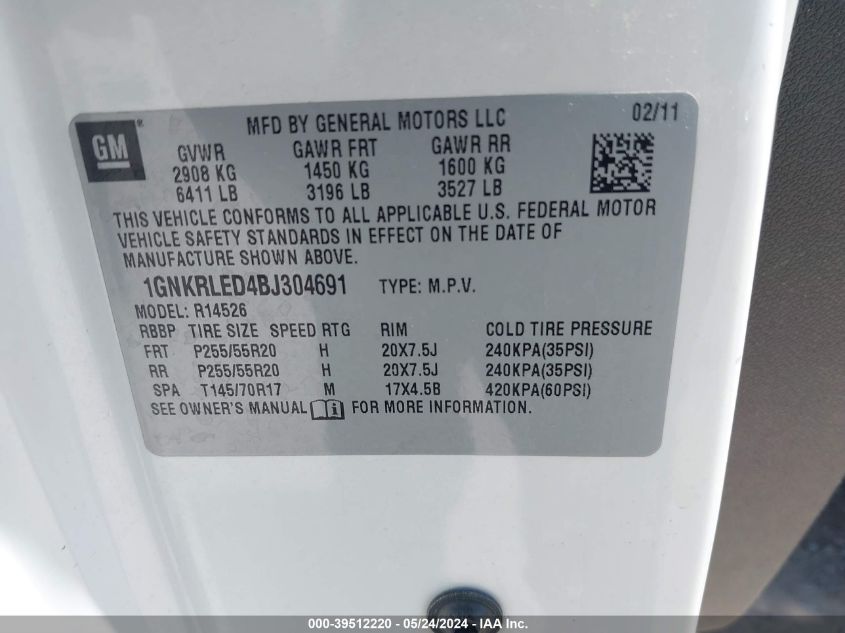 GM ® MFD BY GENERAL MOTORS LLC 02/11
GVWR GAWR FRT GAWR RR
2908 KG 1450 KG 1600 KG
6411 LB 3196 LB 3527 LB
THIS VEHICLE CONFORMS TO ALL APPLICABLE U.S. FEDERAL MOTOR
VEHICLE SAFETY STANDARDS IN EFFECT ON THE DATE OF
MANUFACTURE SHOWN ABOVE.
1GNKRLED4BJ304691 TYPE: M.P.V.
MODEL: R14526
RBBP TIRE SIZE SPEED RTG RIM COLD TIRE PRESSURE
FRT P255/55R20 H 20X7.5J 240KPA(35PSI)
RR P255/55R20 H 20X7.5J 240KPA(35PSI)
SPA T145/70R17 M 17X4.5B 420KPA(60PSI)
SEE OWNER'S MANUAL i FOR MORE INFORMATION.
000-39512220 - 05/24/2024 - IAA Inc.